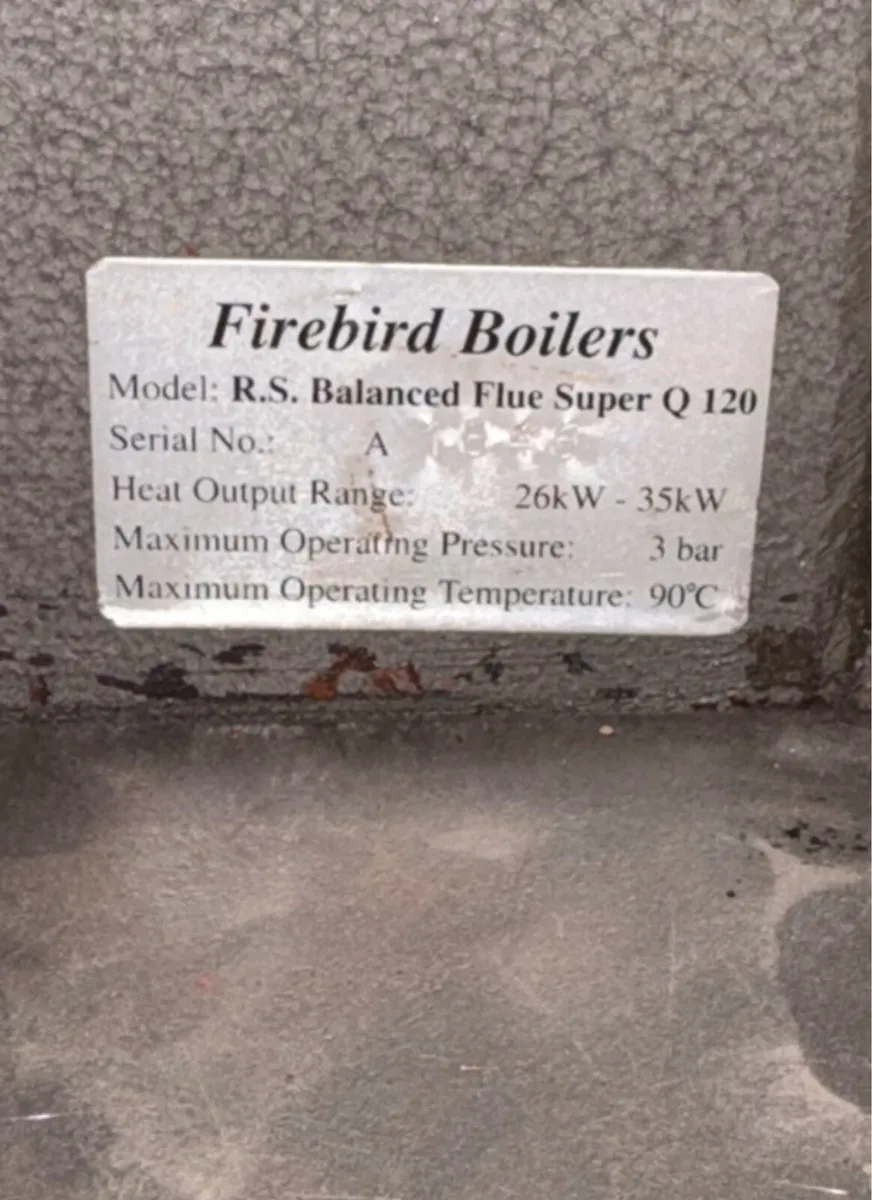 Firebird Boilers
Model: R.S. Balanced Flue Super Q 120
Serial No.: A
Heat Output Range: 26kW - 35kW
Maximum Operating Pressure: 3 bar
Maximum Operating Temperature: 90°C